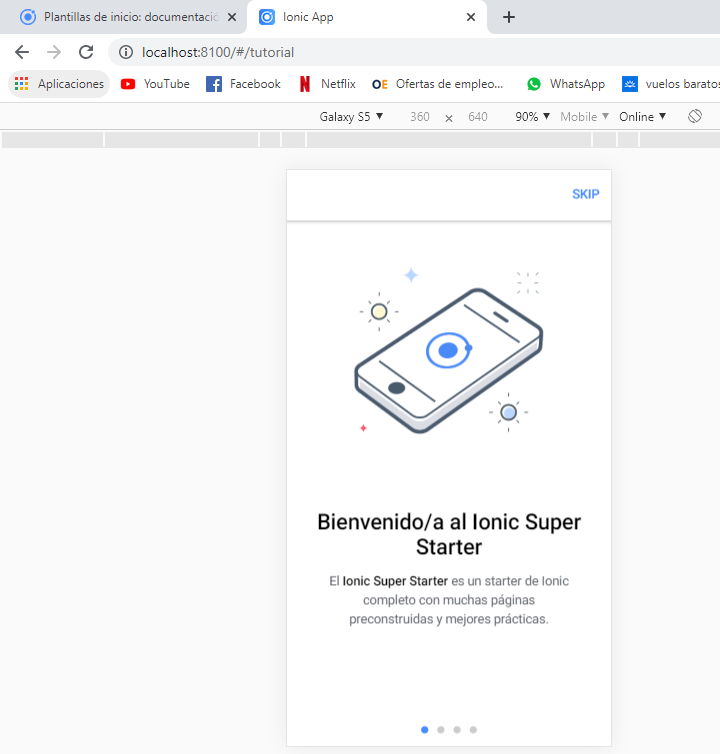 Plantillas de inicio: documentació
Ionic App
localhost:8100/#/tutorial
Aplicaciones YouTube Facebook Netflix OE Ofertas de empleo... WhatsApp vuelos baratos
Galaxy S5 ▼ 360 × 640 90% ▼ Mobile ▼ Online ▼
SKIP
Bienvenido/a al Ionic Super
Starter
El Ionic Super Starter es un starter de Ionic
completo con muchas páginas
preconstruidas y mejores prácticas.